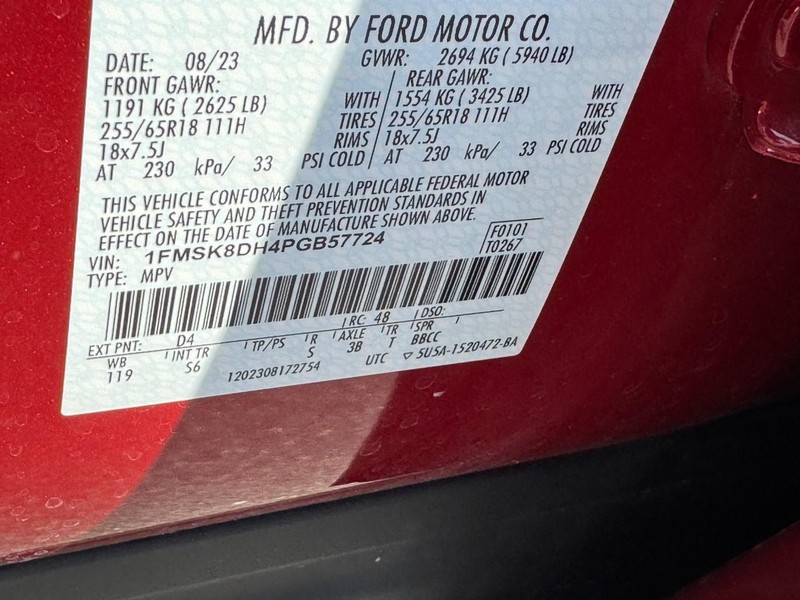 MFD. BY FORD MOTOR CO.
DATE: 08/23 GVWR: 2694 KG ( 5940 LB)
FRONT GAWR: REAR GAWR:
1191 KG ( 2625 LB) WITH 1554 KG ( 3425 LB) WITH
255/65R18 111H TIRES 255/65R18 111H TIRES
18x7.5J RIMS 18x7.5J RIMS
AT 230 kPa/ 33 PSI COLD AT 230 kPa/ 33 PSI COLD
THIS VEHICLE CONFORMS TO ALL APPLICABLE FEDERAL MOTOR
VEHICLE SAFETY AND THEFT PREVENTION STANDARDS IN
EFFECT ON THE DATE OF MANUFACTURE SHOWN ABOVE.
VIN: 1FMSK8DH4PGB57724 F0101
TYPE: MPV T0267
EXT PNT: D4 RC: 48 DSO:
WB INT TR TP/PS R AXLE TR SPR
119 S6 S 3B T BBCC
1202308172754 UTC ▽ 5U5A-1520472-BA